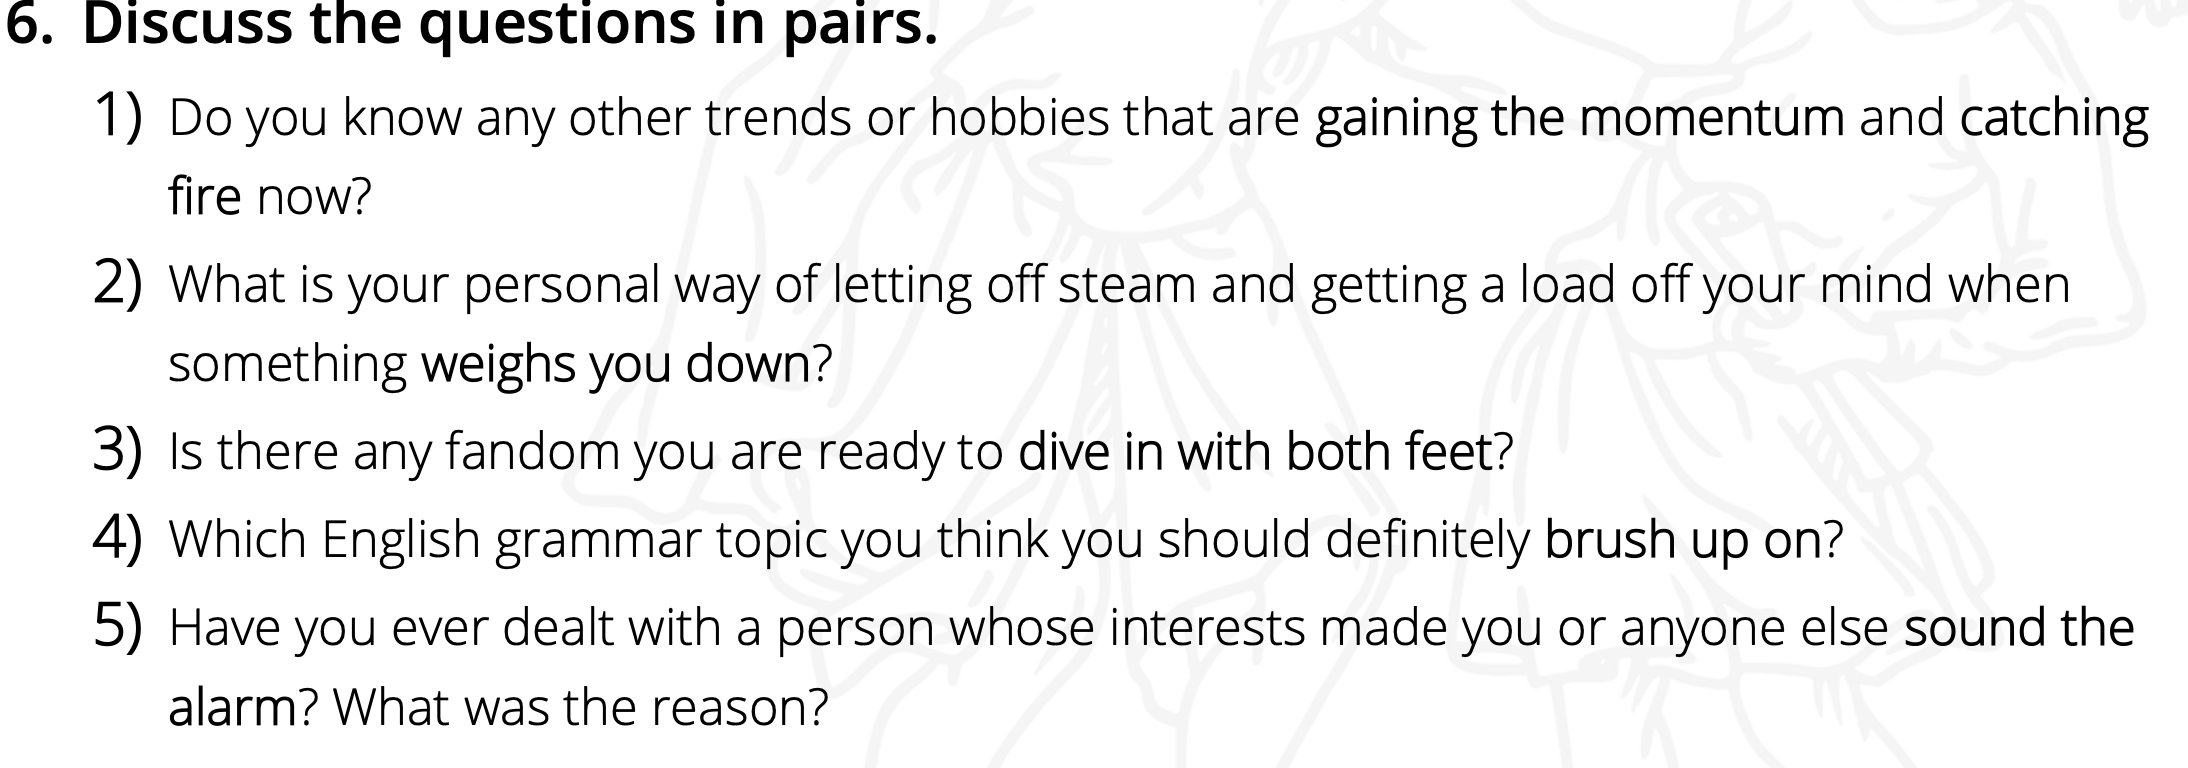 6. Discuss the questions in pairs.
1) Do you know any other trends or hobbies that are gaining the momentum and catching
fire now?
2) What is your personal way of letting off steam and getting a load off your mind when
something weighs you down?
3) Is there any fandom you are ready to dive in with both feet?
4) Which English grammar topic you think you should definitely brush up on?
5) Have you ever dealt with a person whose interests made you or anyone else sound the
alarm? What was the reason?